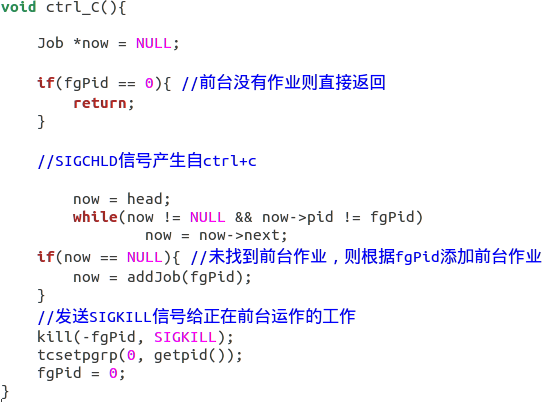 void ctrl_C(){
Job *now = NULL;
if(fgPid == 0){ //前台没有作业则直接返回
return;
}
//SIGCHLD信号产生自ctrl+c
now = head;
while(now != NULL && now->pid != fgPid)
now = now->next;
if(now == NULL){ //未找到前台作业，则根据fgPid添加前台作业
now = addJob(fgPid);
}
//发送SIGKILL信号给正在前台运作的工作
kill(-fgPid, SIGKILL);
tcsetpgrp(0, getpid());
fgPid = 0;
}